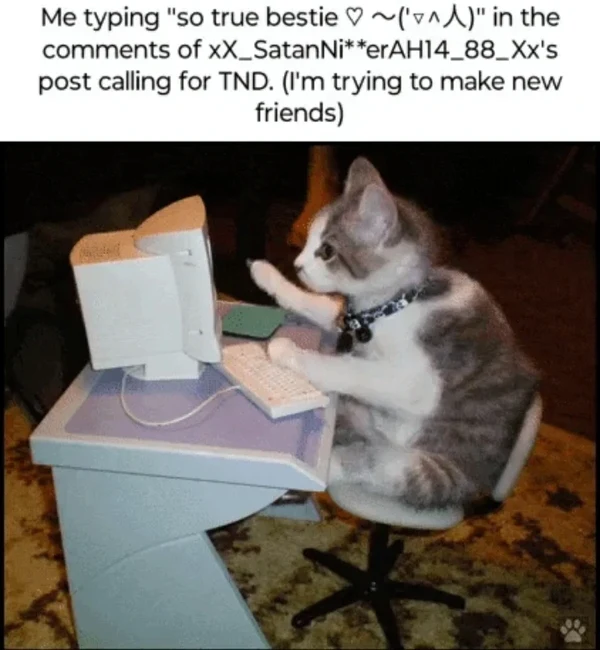 Me typing "so true bestie ♡ ～('▿^人)" in the
comments of xX_SatanNi**erAH14_88_Xx's
post calling for TND. (I'm trying to make new
friends)